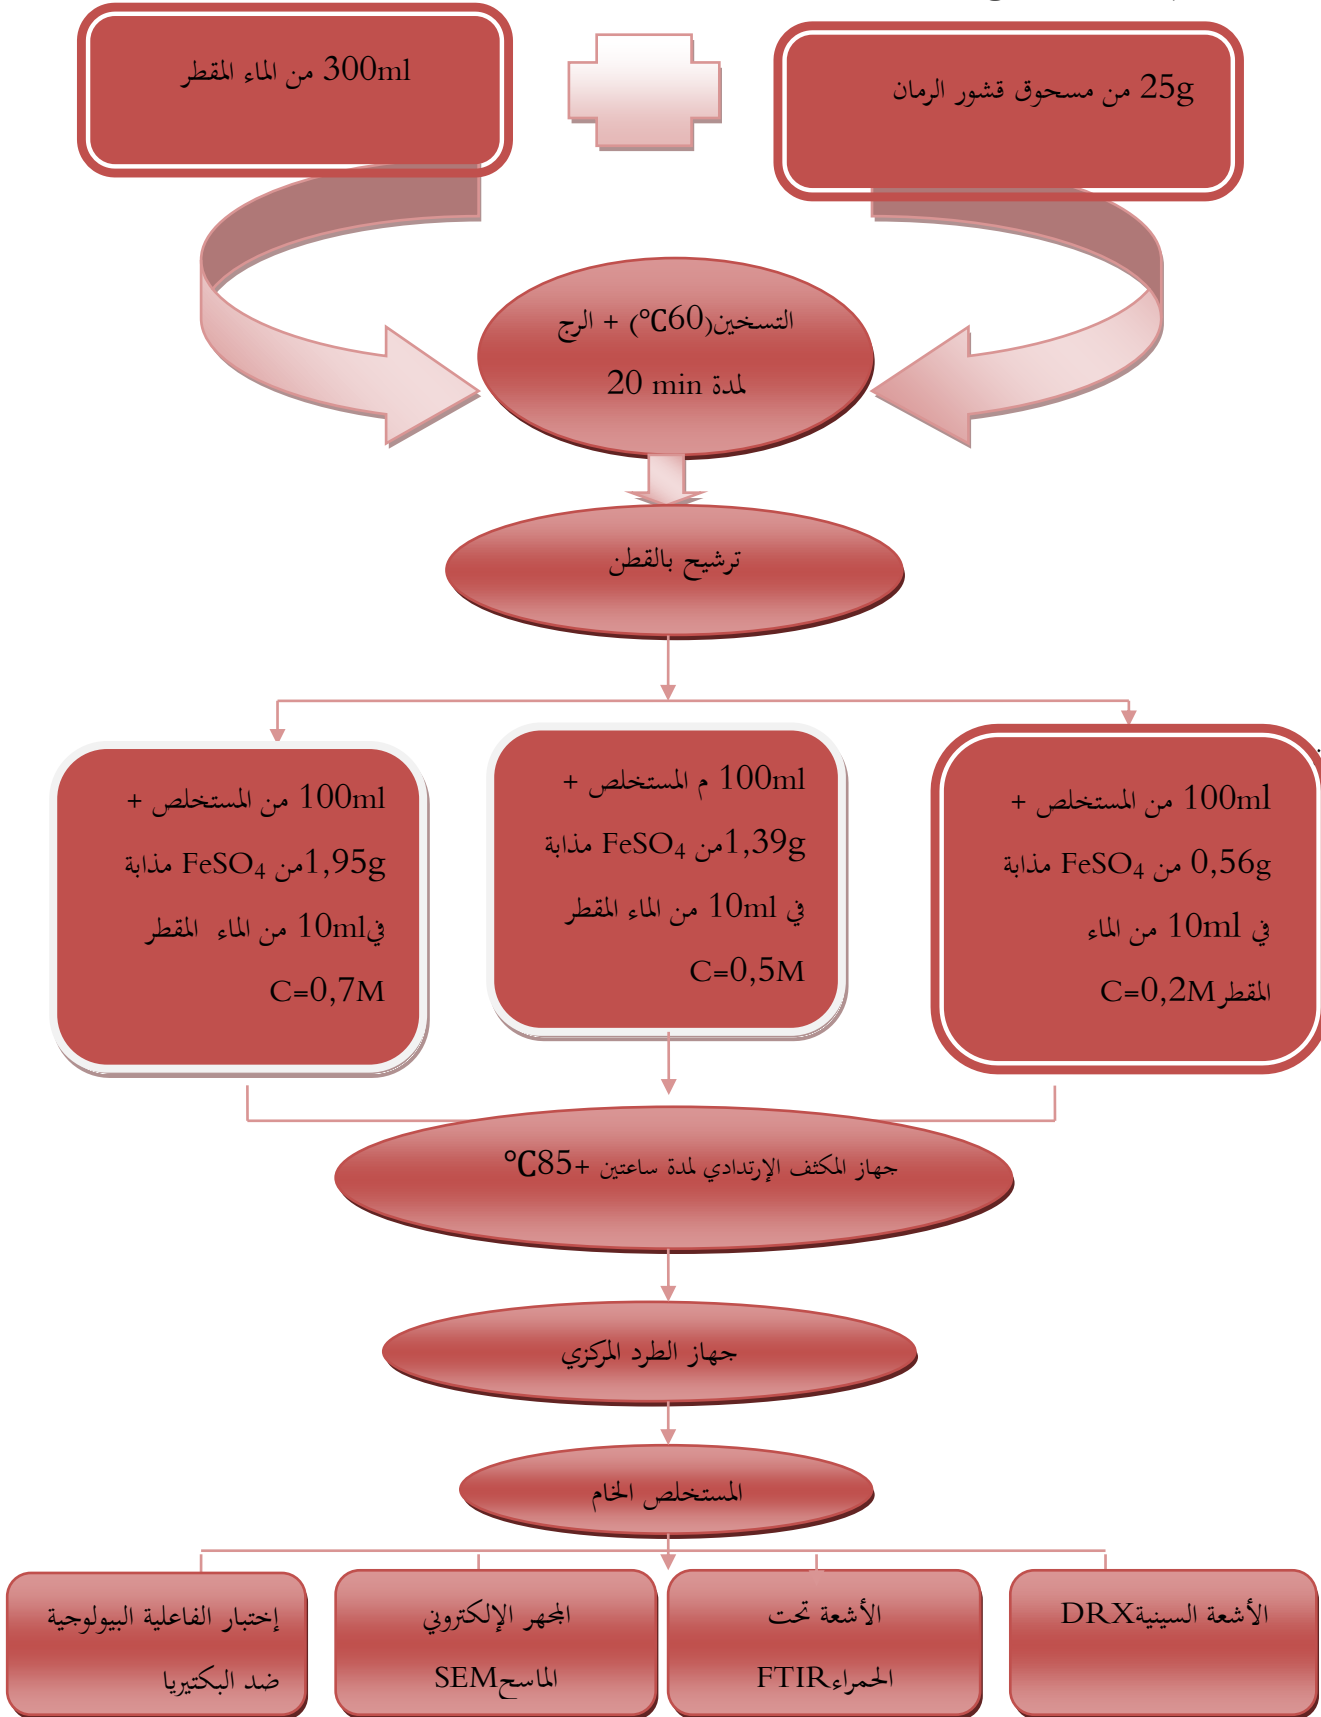 25g من مسحوق قشور الرمان
300ml من الماء المقطر
التسخين(60℃) + الرج
لمدة 20 min
ترشيح بالقطن
100ml من المستخلص +
0,56g من FeSO4 مذابة
في 10ml من الماء
المقطرC=0,2M
100ml م المستخلص +
1,39gمن FeSO4 مذابة
في 10ml من الماء المقطر
C=0,5M
100ml من المستخلص +
1,95gمن FeSO4 مذابة
في10ml من الماء المقطر
C=0,7M
جهاز المكثف الإرتدادي لمدة ساعتين +85℃
جهاز الطرد المركزي
المستخلص الخام
الأشعة السينيةDRX
الأشعة تحت
الحمراءFTIR
المجهر الإلكتروني
الماسحSEM
إختبار الفاعلية البيولوجية
ضد البكتيريا